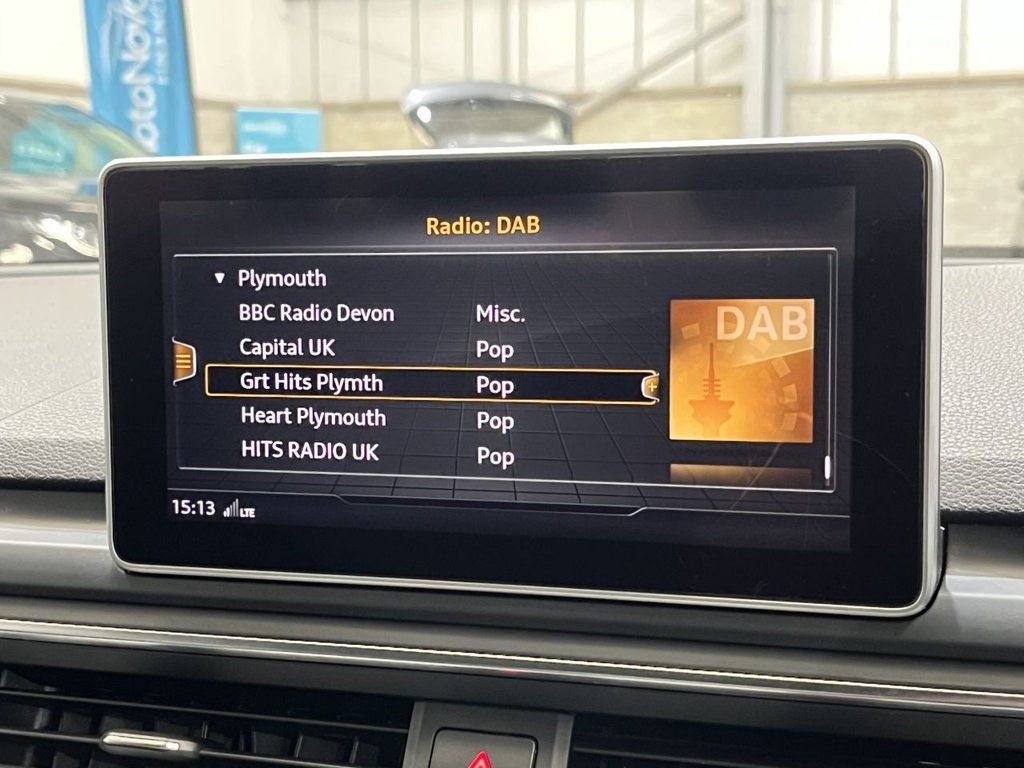 Radio: DAB
Plymouth
BBC Radio Devon Misc.
Capital UK Pop
Grt Hits Plymth Pop
Heart Plymouth Pop
HITS RADIO UK Pop
DAB
15:13 LTE